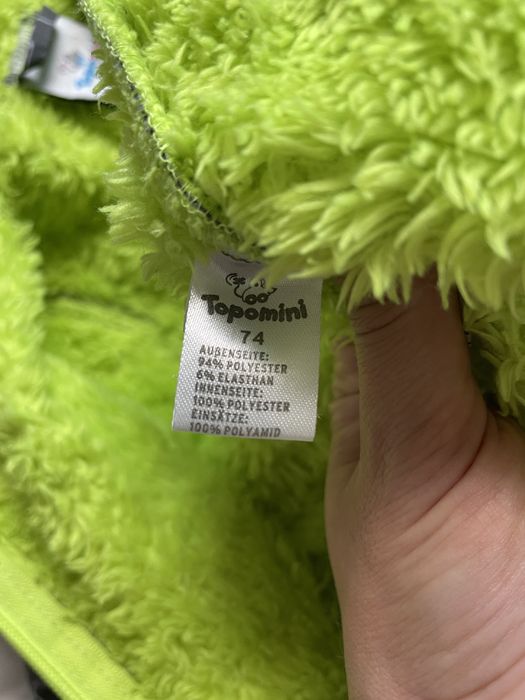 Topomini
74
AUßENSEITE:
94% POLYESTER
6% ELASTHAN
INNENSEITE:
100% POLYESTER
EINSÄTZE:
100% POLYAMID